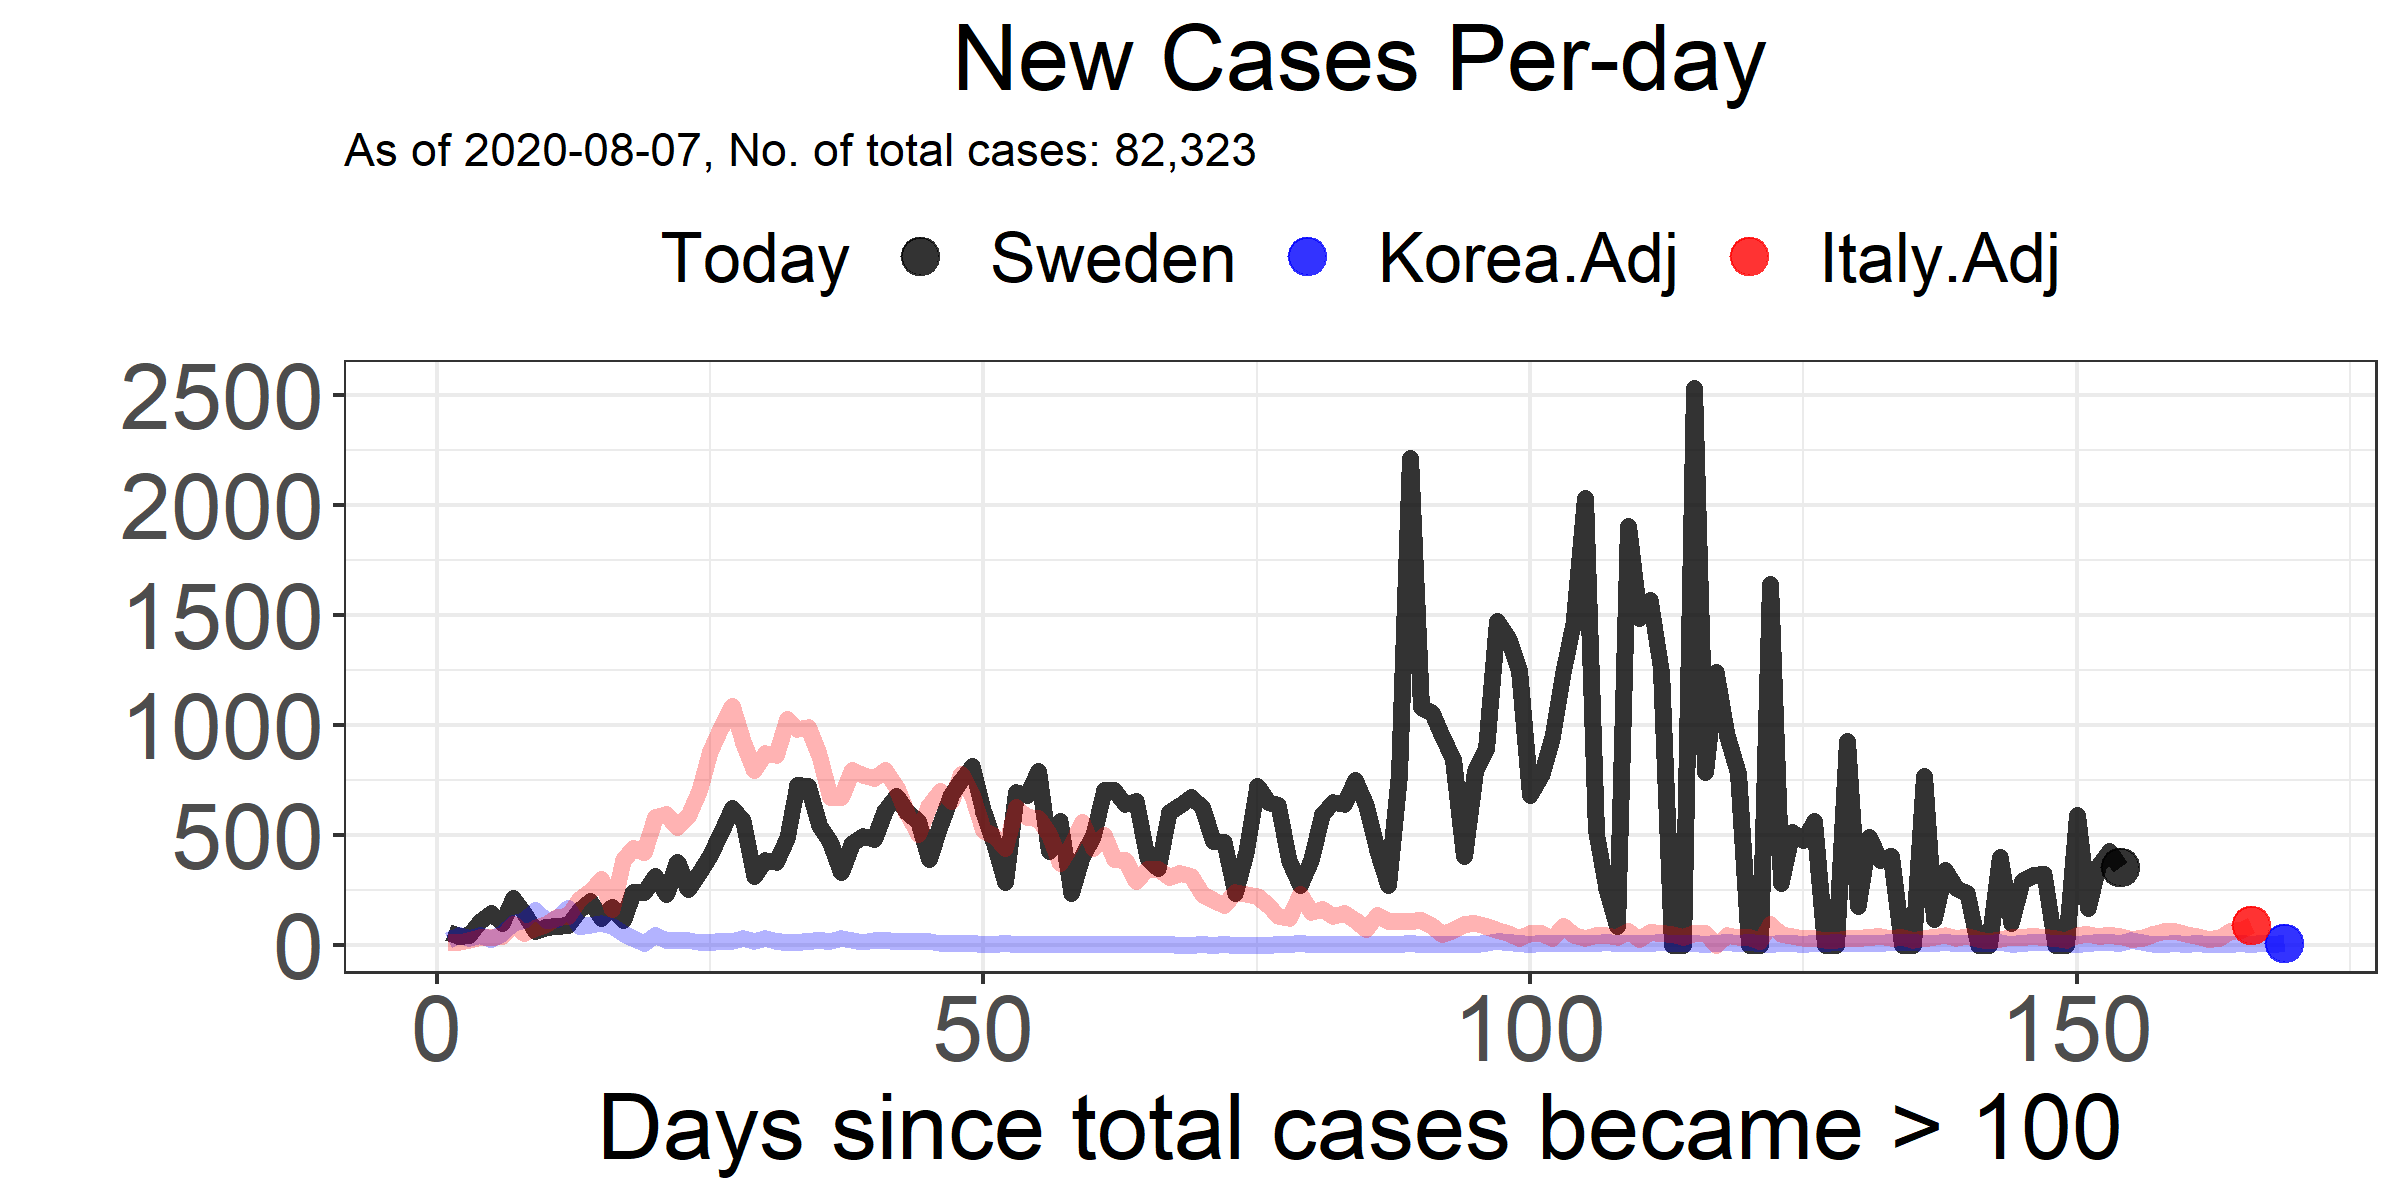 New Cases Per-day
As of 2020-08-07, No. of total cases: 82,323
Today Sweden Korea.Adj Italy.Adj
2500
2000
1500
1000
500
0
0 50 100 150
Days since total cases became > 100